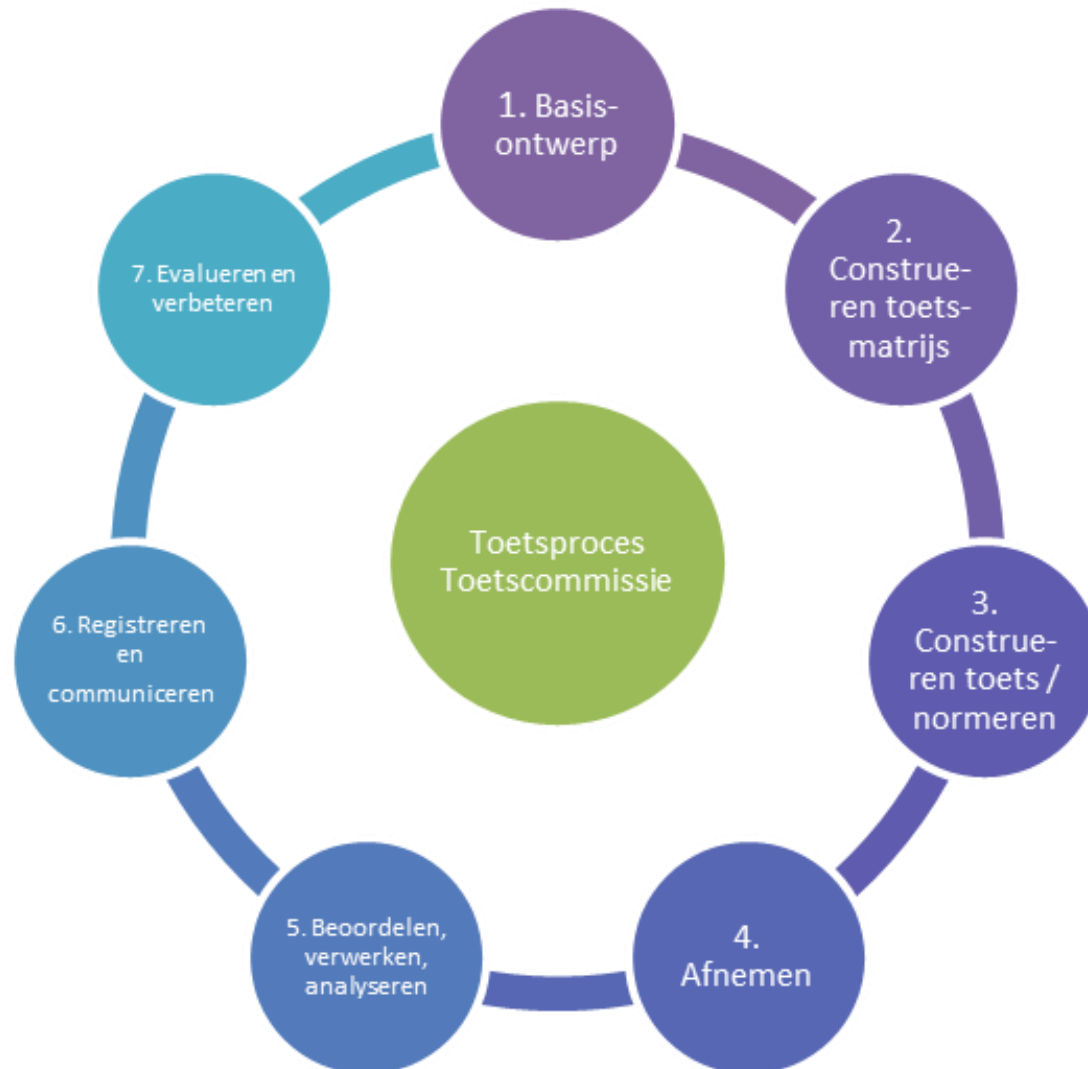 1. Basis-
ontwerp
2.
Construe-
ren toets-
matrijs
3.
Construe-
ren toets /
normeren
4.
Afnemen
5. Beoordelen,
verwerken,
analyseren
6. Registreren
en
communiceren
7. Evalueren en
verbeteren
Toetsproces
Toetscommissie